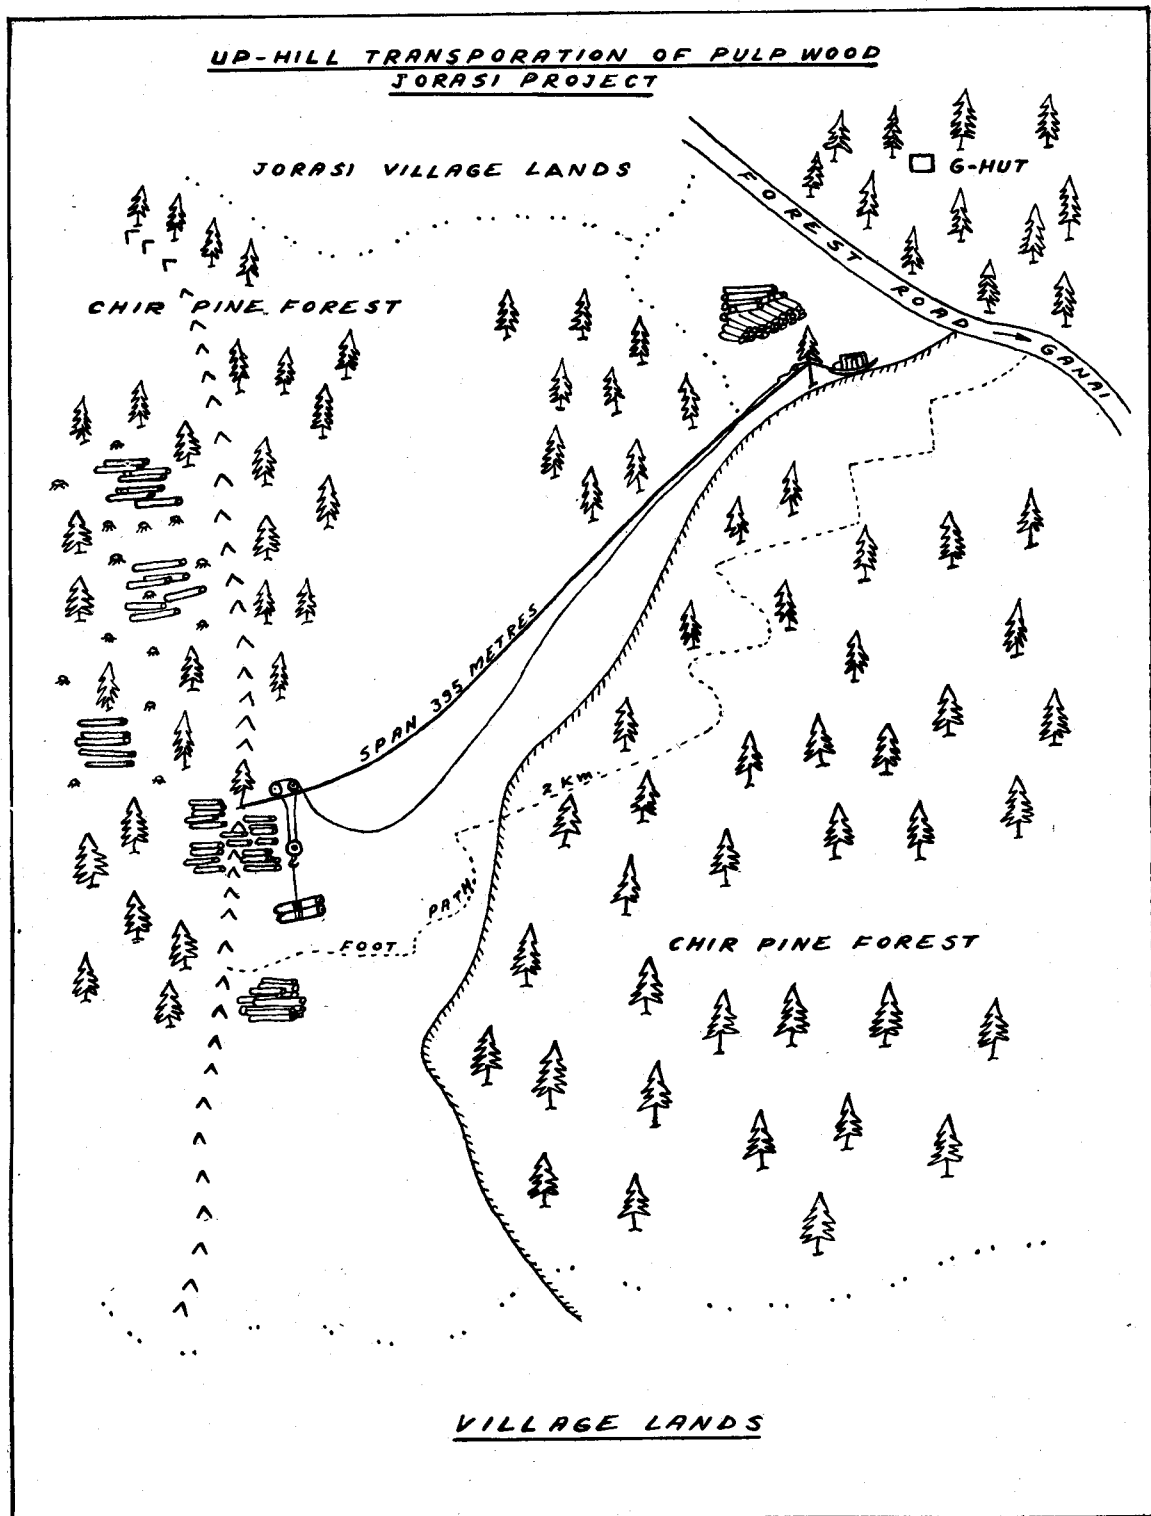 UP-HILL TRANSPORATION OF PULP WOOD
JORASI PROJECT
JORASI VILLAGE LANDS
G-HUT
FOREST ROAD → GANAI
CHIR PINE FOREST
SPAN 395 METRES
2 Km.
FOOT PATH.
CHIR PINE FOREST
VILLAGE LANDS